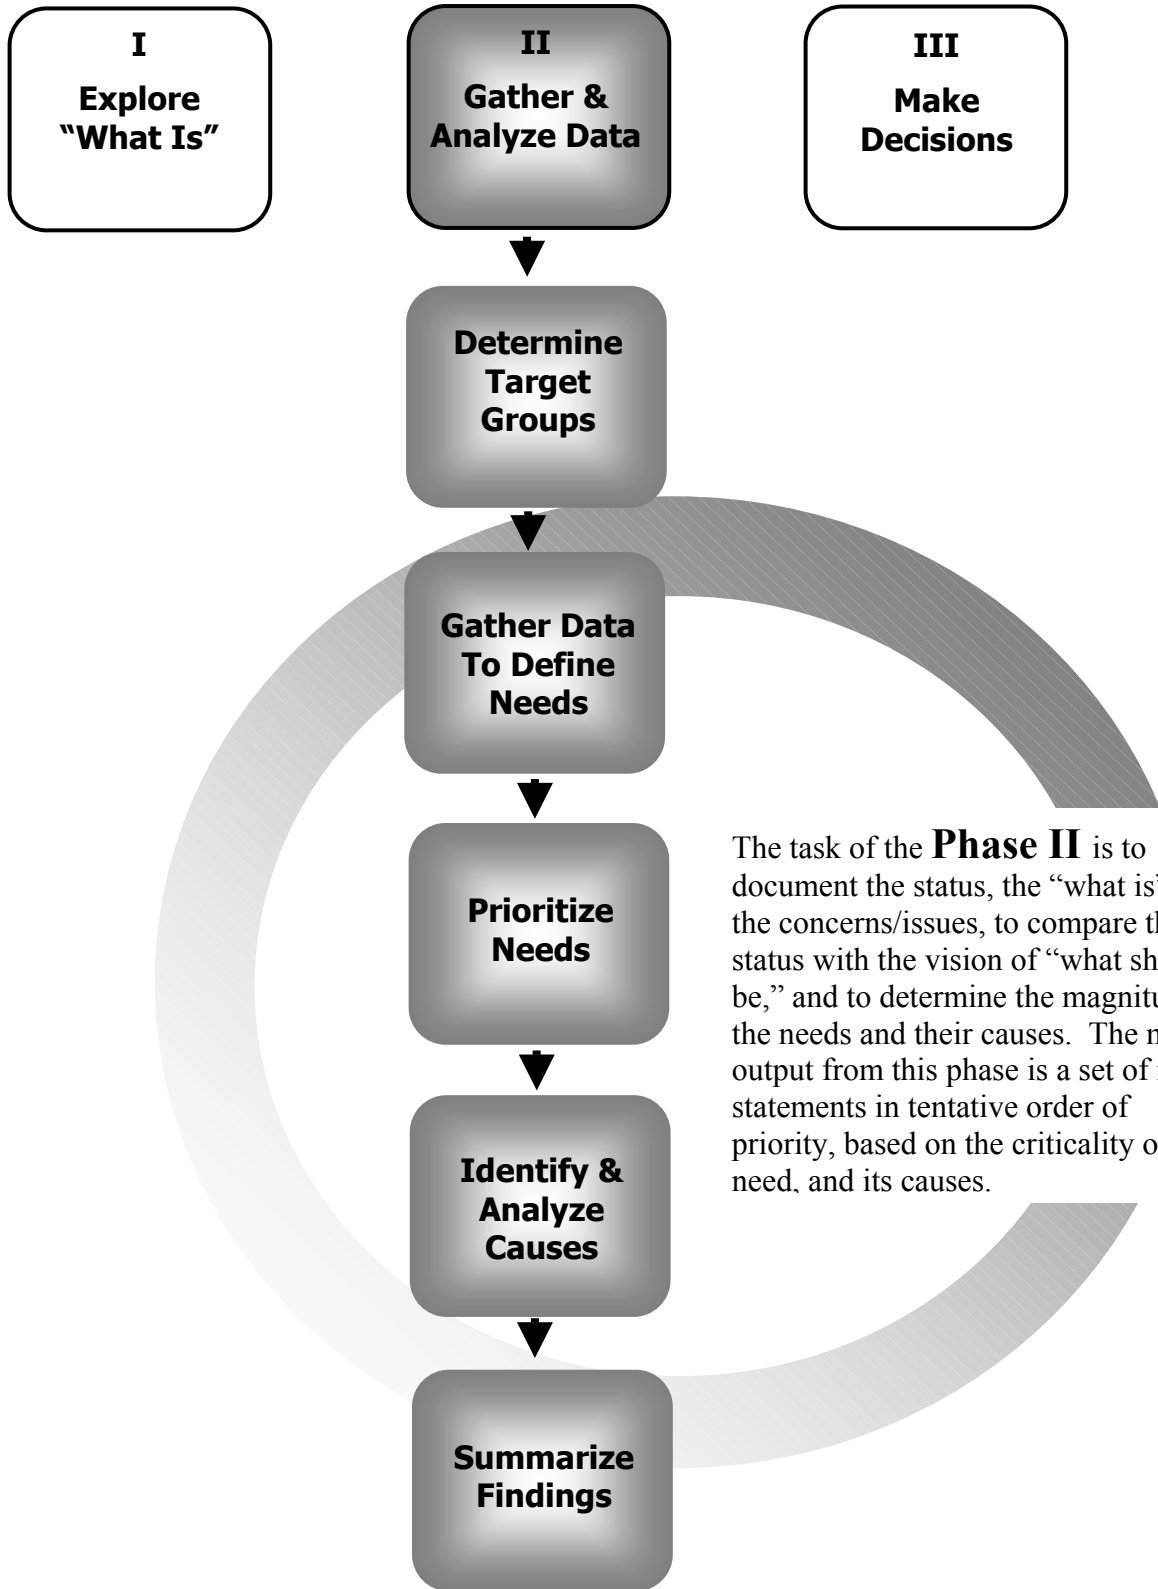 I
Explore
“What Is”
II
Gather &
Analyze Data
III
Make
Decisions
Determine
Target
Groups
Gather Data
To Define
Needs
Prioritize
Needs
Identify &
Analyze
Causes
Summarize
Findings
The task of the Phase II is to
document the status, the “what is”
the concerns/issues, to compare
status with the vision of “what
be,” and to determine the
the needs and their causes. The
output from this phase is a set of
statements in tentative order of
priority, based on the criticality
need, and its causes.